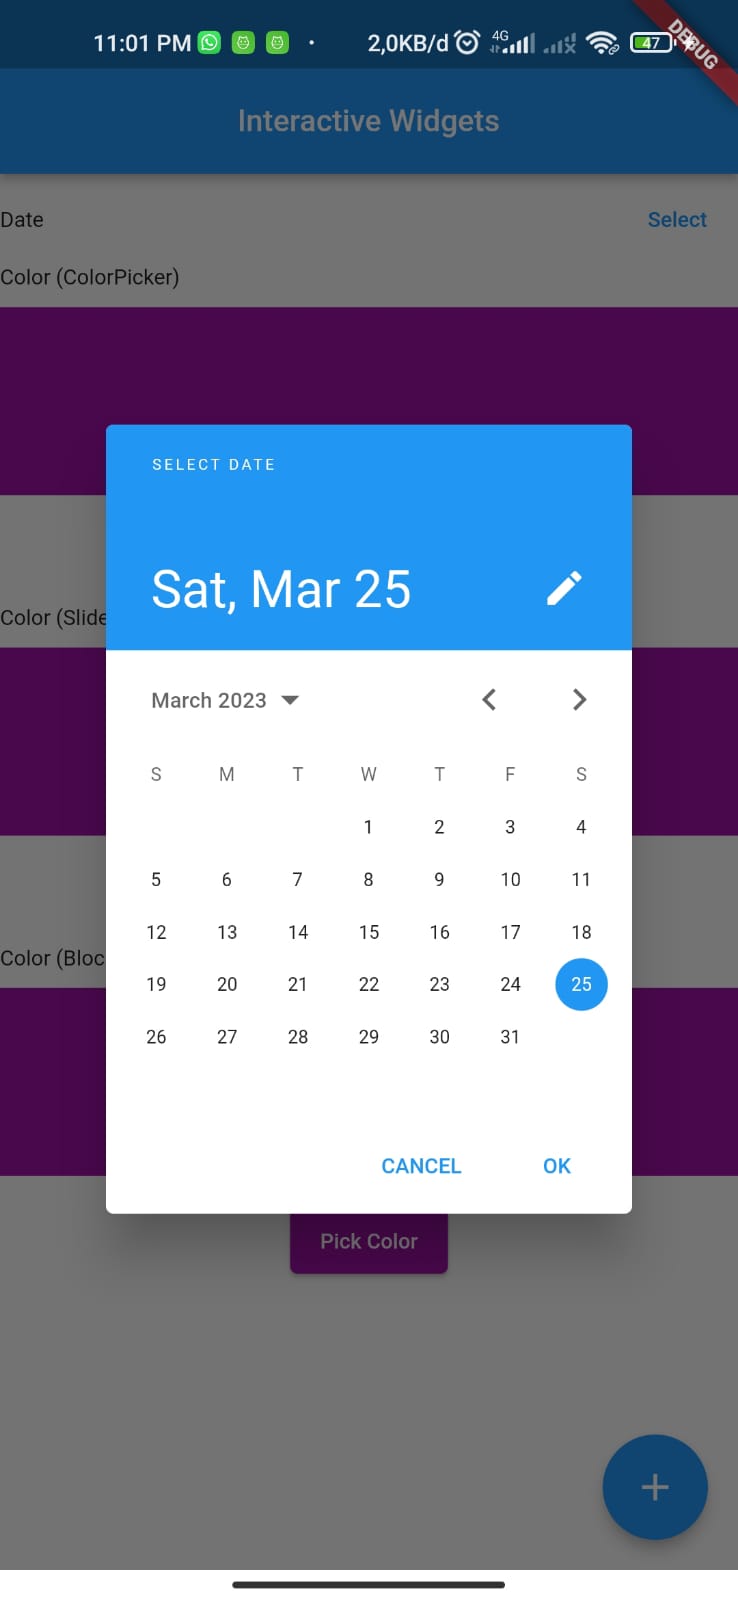 11:01 PM 2,0KB/d 4G 47
DEBUG
Interactive Widgets
Date Select
Color (ColorPicker)
SELECT DATE
Sat, Mar 25
Color (Slide
March 2023
S M T W T F S
1 2 3 4
5 6 7 8 9 10 11
12 13 14 15 16 17 18
Color (Bloc
19 20 21 22 23 24 25
26 27 28 29 30 31
CANCEL OK
Pick Color